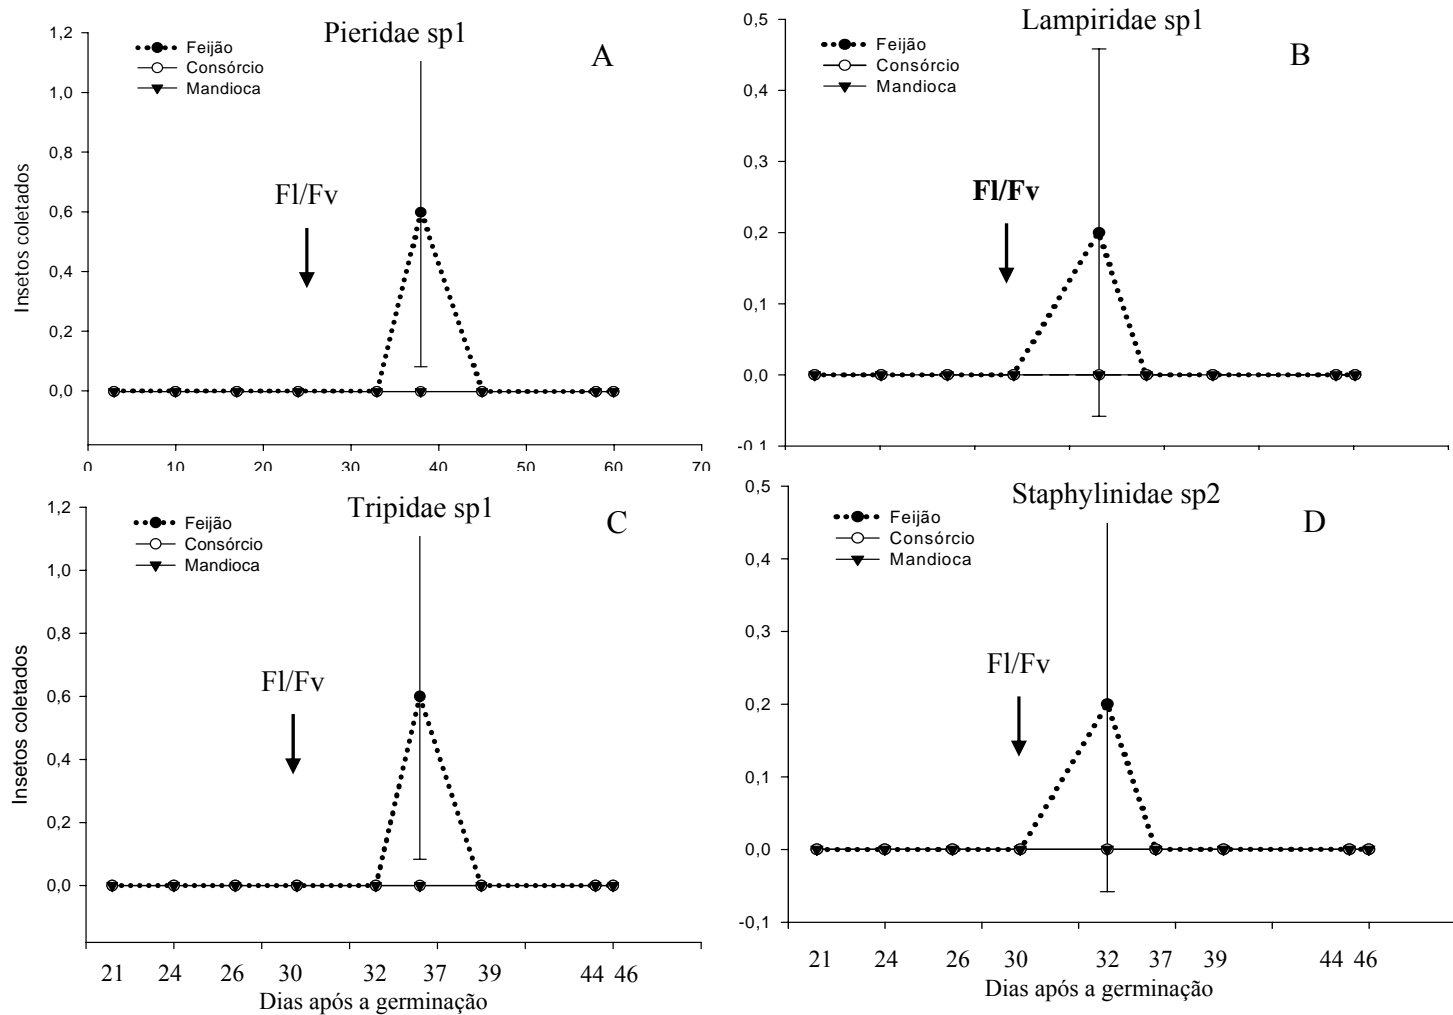 Pieridae sp1
A
Feijão
Consórcio
Mandioca
Fl/Fv
Insetos coletados
1,2
1,0
0,8
0,6
0,4
0,2
0,0
0 10 20 30 40 50 60 70
Lampiridae sp1
B
Feijão
Consórcio
Mandioca
Fl/Fv
0,5
0,4
0,3
0,2
0,1
0,0
-0,1
Tripidae sp1
C
Feijão
Consórcio
Mandioca
Fl/Fv
Insetos coletados
1,2
1,0
0,8
0,6
0,4
0,2
0,0
21 24 26 30 32 37 39 44 46
Dias após a germinação
Staphylinidae sp2
D
Feijão
Consórcio
Mandioca
Fl/Fv
0,5
0,4
0,3
0,2
0,1
0,0
-0,1
21 24 26 30 32 37 39 44 46
Dias após a germinação